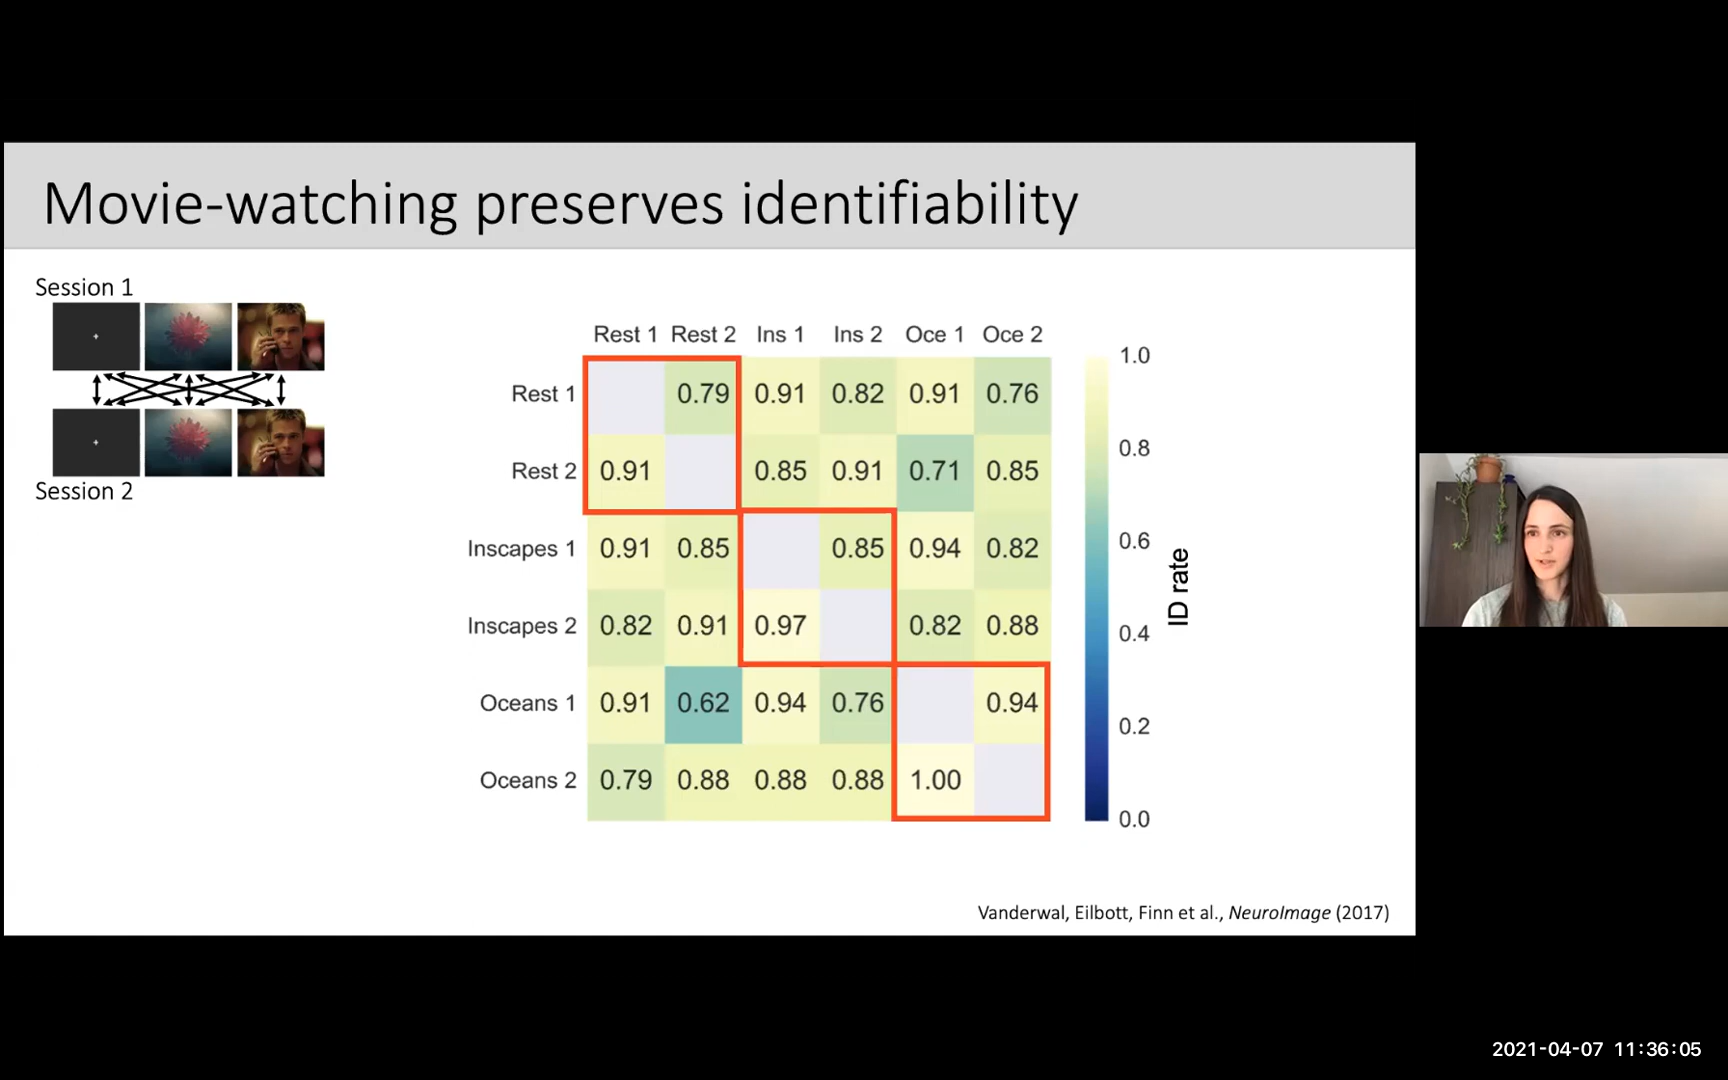 Movie-watching preserves identifiability
Session 1
Session 2
Rest 1 Rest 2 Ins 1 Ins 2 Oce 1 Oce 2
Rest 1 0.79 0.91 0.82 0.91 0.76
Rest 2 0.91 0.85 0.91 0.71 0.85
Inscapes 1 0.91 0.85 0.85 0.94 0.82
Inscapes 2 0.82 0.91 0.97 0.82 0.88
Oceans 1 0.91 0.62 0.94 0.76 0.94
Oceans 2 0.79 0.88 0.88 0.88 1.00
1.0
0.8
0.6
0.4
0.2
0.0
ID rate
Vanderwal, Eilbott, Finn et al., NeuroImage (2017)
2021-04-07 11:36:05